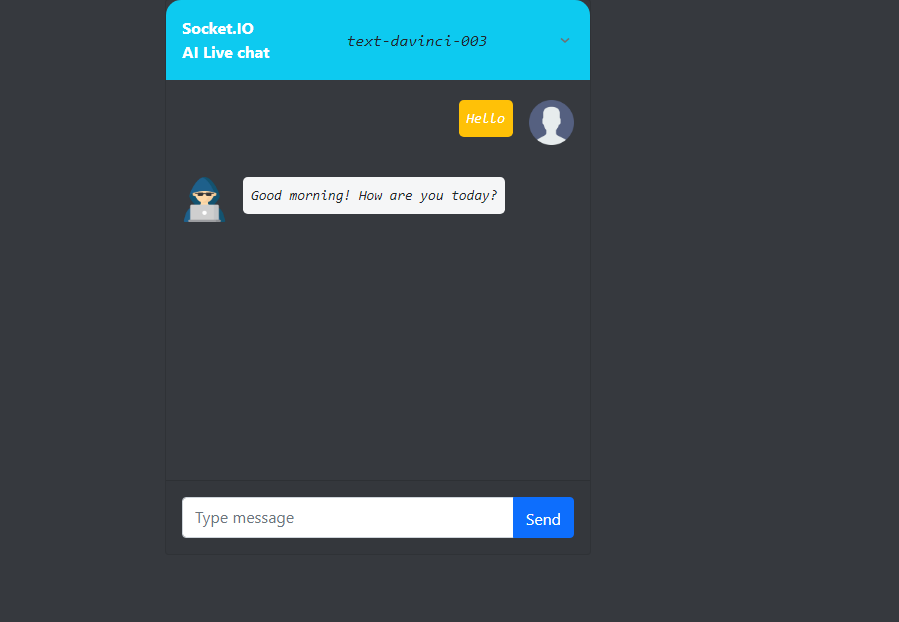 Socket.IO
AI Live chat
text-davinci-003
Hello
Good morning! How are you today?
Type message
Send